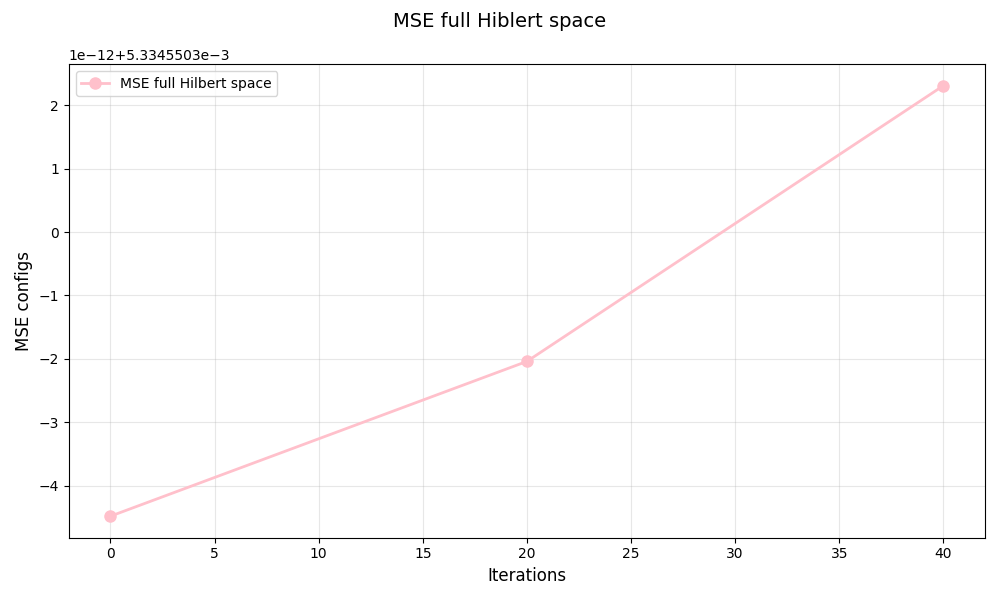 MSE full Hiblert space
1e−12+5.3345503e−3
MSE full Hilbert space
2
1
0
−1
−2
−3
−4
MSE configs
0 5 10 15 20 25 30 35 40
Iterations